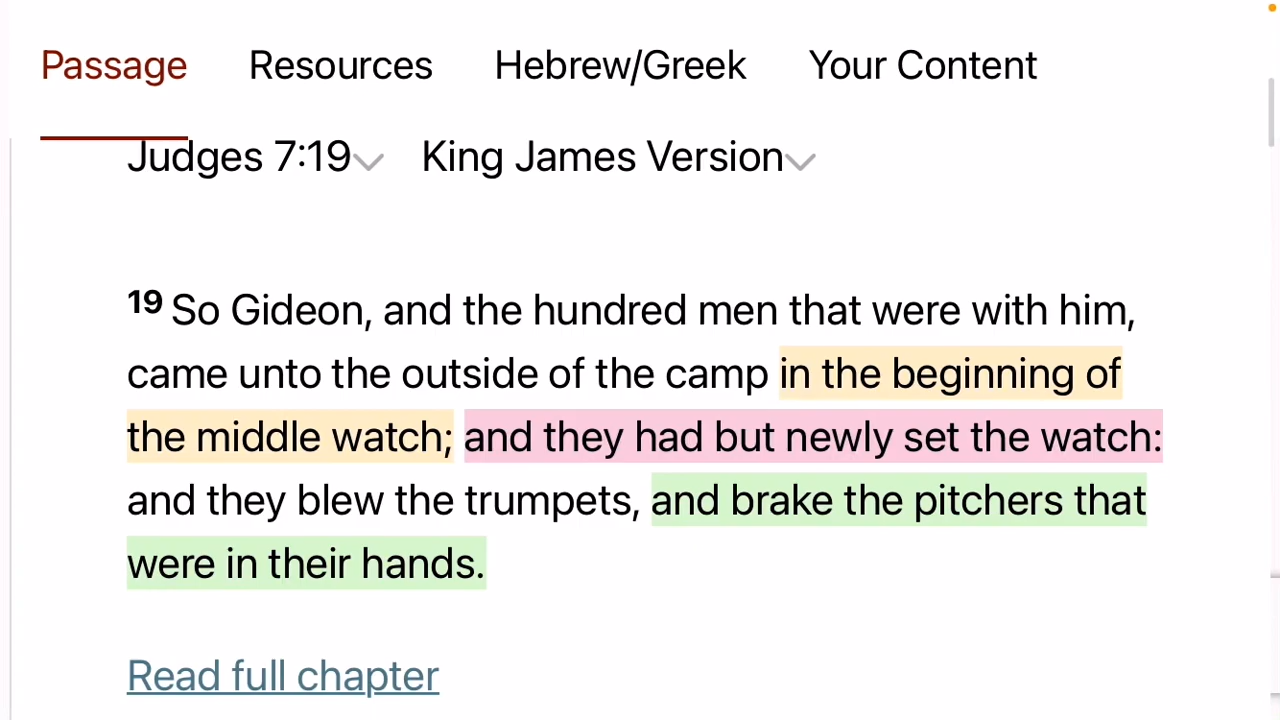 Passage Resources Hebrew/Greek Your Content
Judges 7:19 King James Version
19 So Gideon, and the hundred men that were with him,
came unto the outside of the camp in the beginning of
the middle watch; and they had but newly set the watch:
and they blew the trumpets, and brake the pitchers that
were in their hands.
Read full chapter